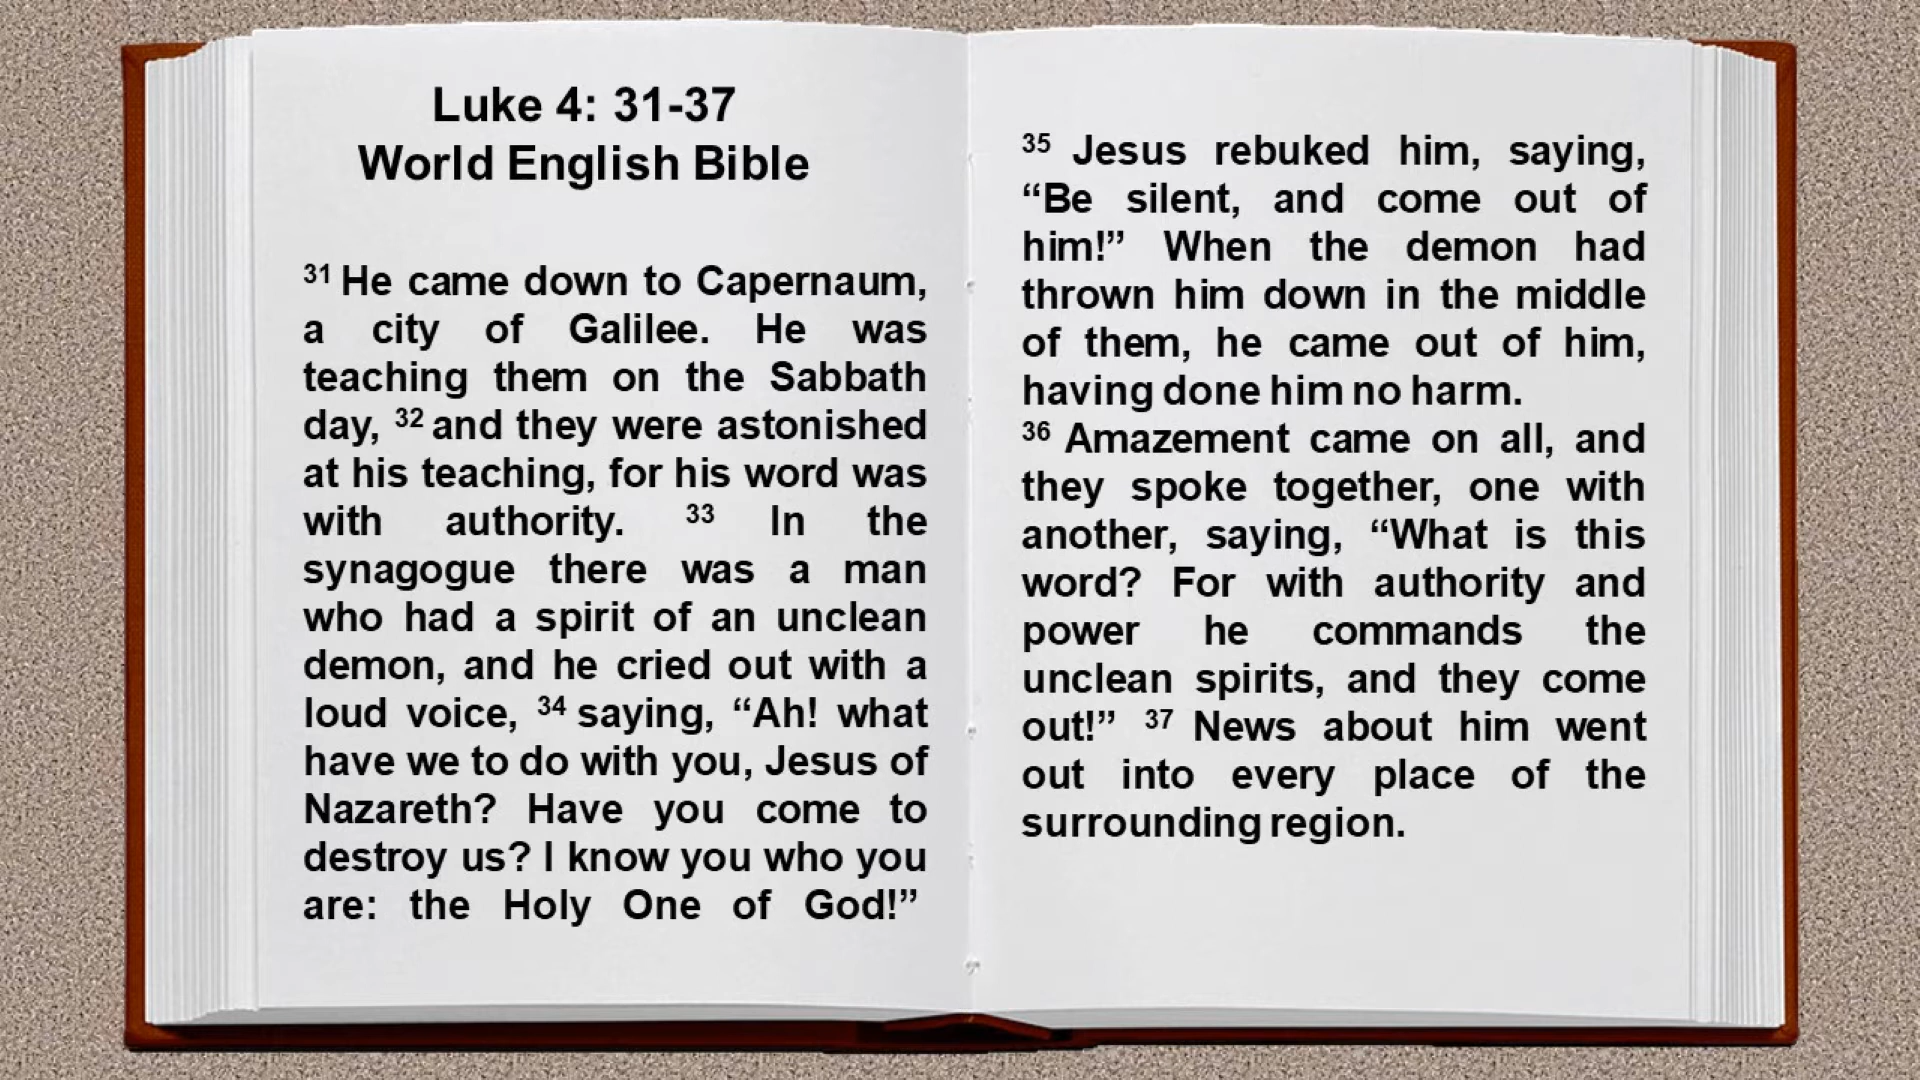 Luke 4: 31-37
World English Bible
31 He came down to Capernaum,
a city of Galilee. He was
teaching them on the Sabbath
day, 32 and they were astonished
at his teaching, for his word was
with authority. 33 In the
synagogue there was a man
who had a spirit of an unclean
demon, and he cried out with a
loud voice, 34 saying, “Ah! what
have we to do with you, Jesus of
Nazareth? Have you come to
destroy us? I know you who you
are: the Holy One of God!”
35 Jesus rebuked him, saying,
“Be silent, and come out of
him!” When the demon had
thrown him down in the middle
of them, he came out of him,
having done him no harm.
36 Amazement came on all, and
they spoke together, one with
another, saying, “What is this
word? For with authority and
power he commands the
unclean spirits, and they come
out!” 37 News about him went
out into every place of the
surrounding region.